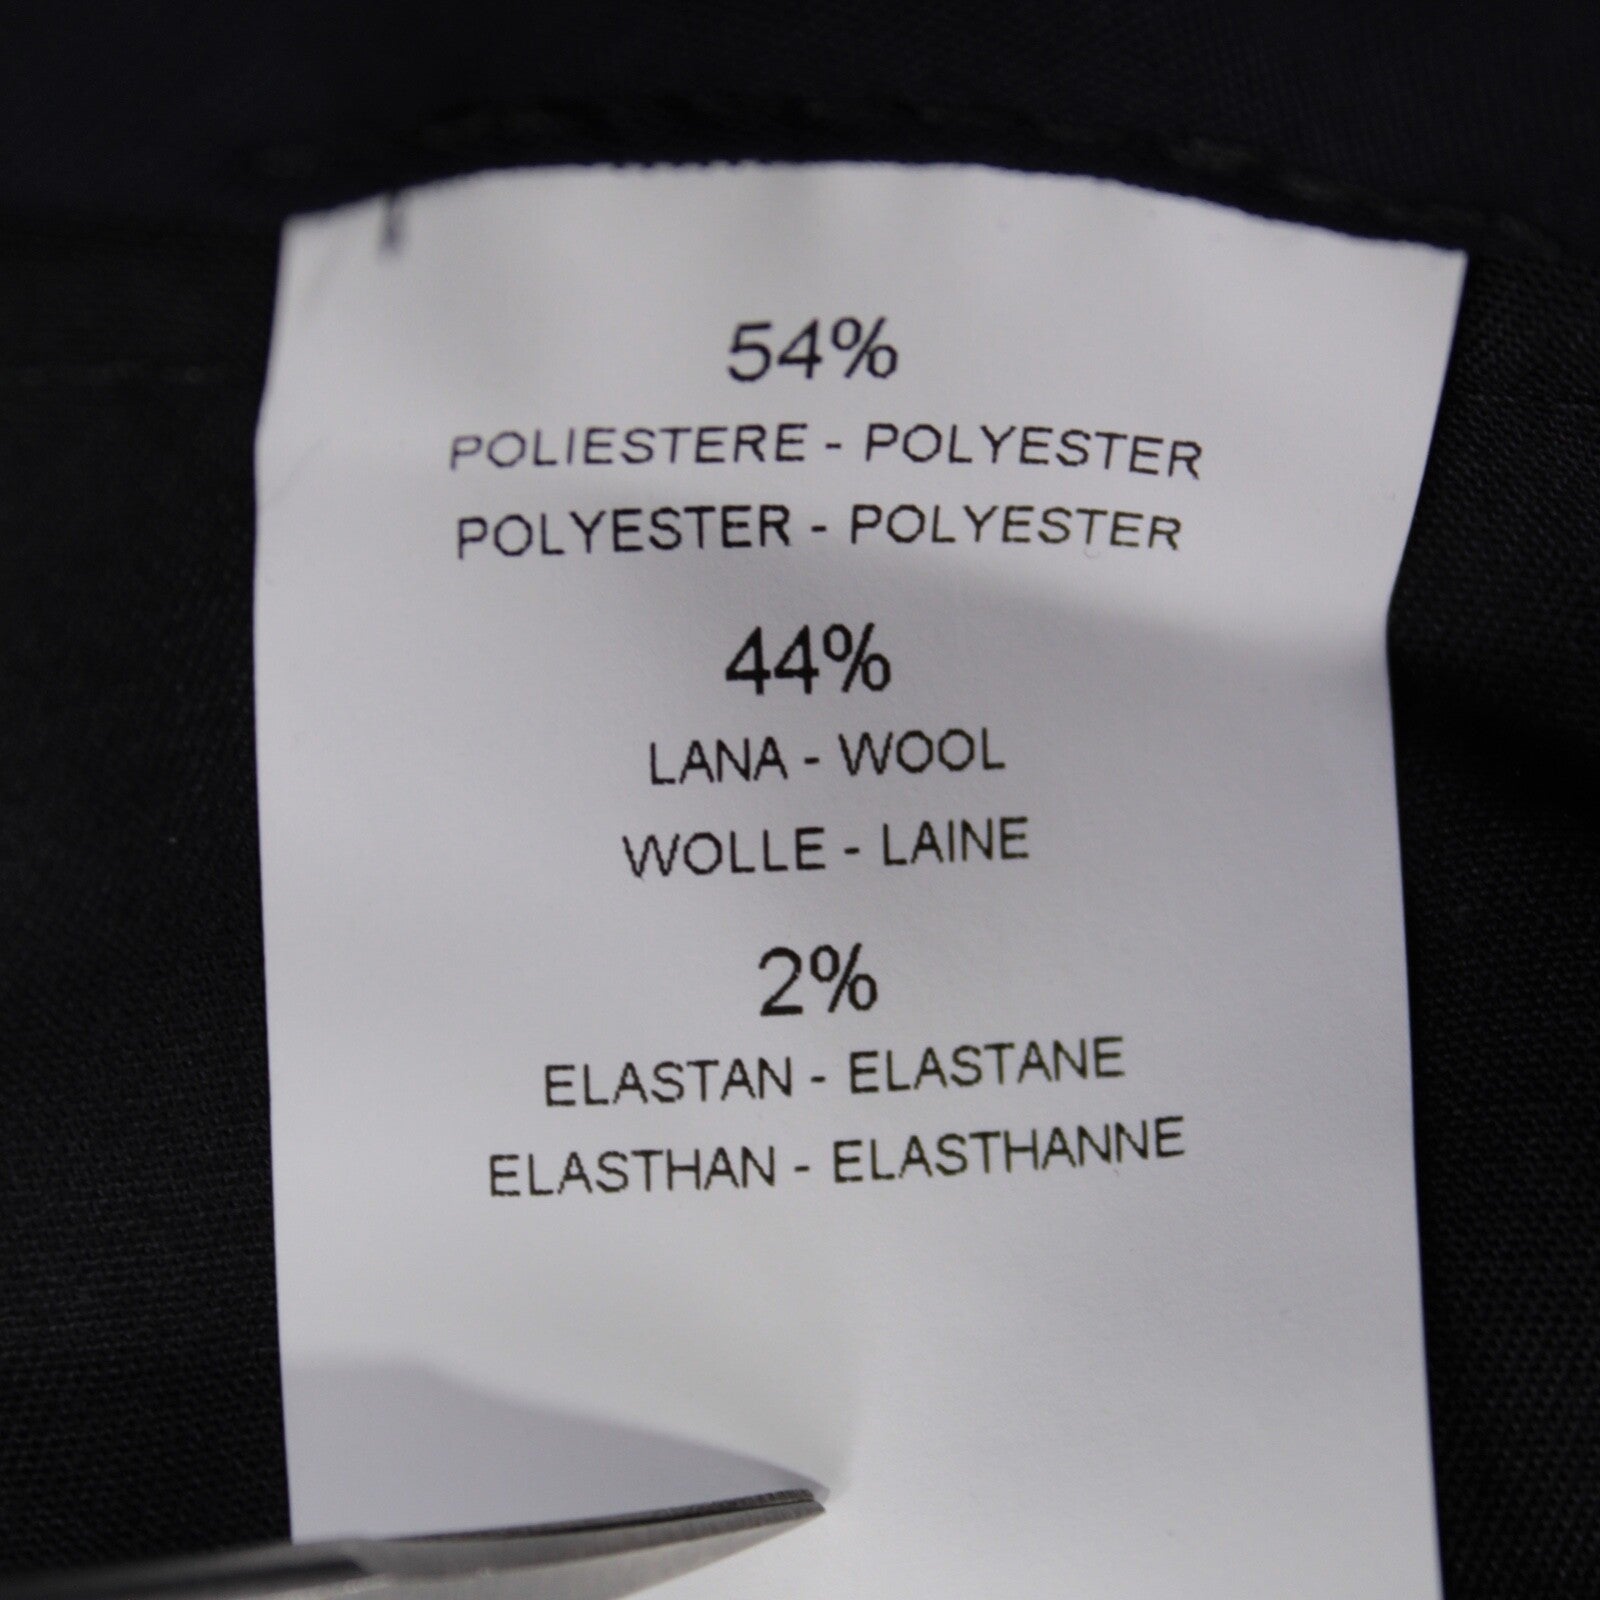 54%
POLIESTERE - POLYESTER
POLYESTER - POLYESTER
44%
LANA - WOOL
WOLLE - LAINE
2%
ELASTAN - ELASTANE
ELASTHAN - ELASTHANNE